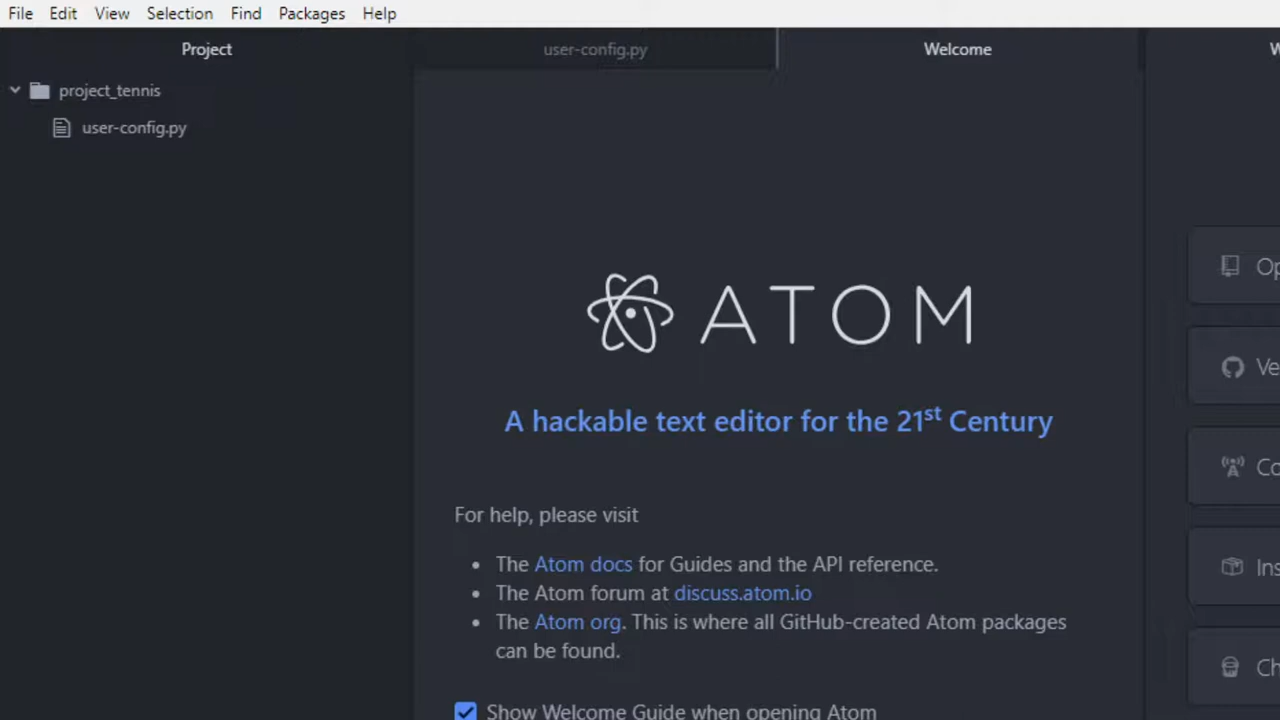 File Edit View Selection Find Packages Help
Project
user-config.py
Welcome
project_tennis
user-config.py
ATOM
A hackable text editor for the 21st Century
For help, please visit
• The Atom docs for Guides and the API reference.
• The Atom forum at discuss.atom.io
• The Atom org. This is where all GitHub-created Atom packages
can be found.
Show Welcome Guide when opening Atom